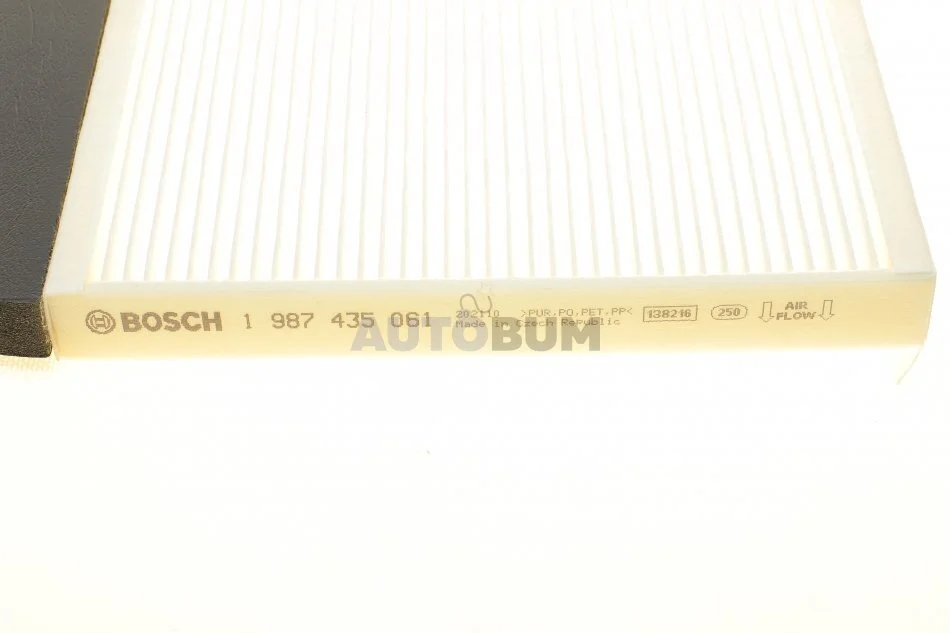 BOSCH 1 987 435 061
202110 >PUR,PO,PET,PP<
Made in Czech Republic
138216
250
AIR
FLOW
AUTOBUM